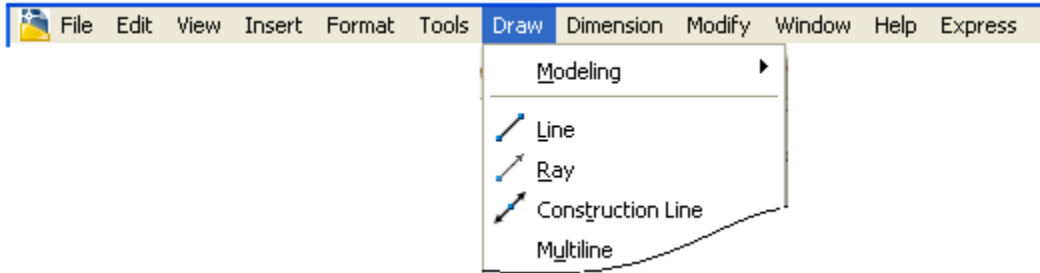 File Edit View Insert Format Tools Draw Dimension Modify Window Help Express
Modeling
Line
Ray
Construction Line
Multiline